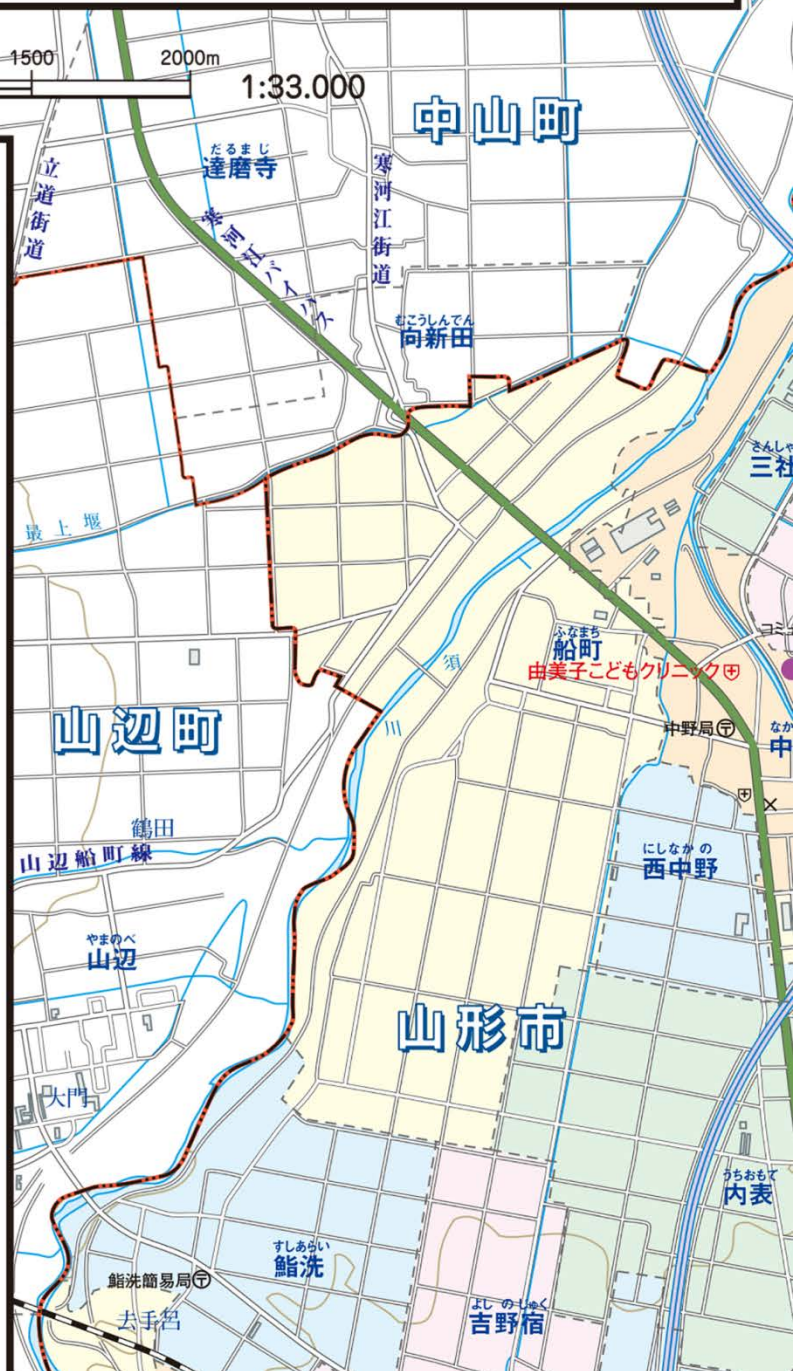 1500
2000m
1:33.000
中山町
だるまじ
達磨寺
立道街道
寒河江街道
寒河江バイパス
むこうしんでん
向新田
さんしゃ
三社
最上堰
ふなまち
船町
須
川
由美子こどもクリニック
コミュ
中野局
なか
中
山辺町
鶴田
山辺船町線
にしなかの
西中野
やまのべ
山辺
山形市
大門
うちおもて
内表
すしあらい
鮨洗
鮨洗簡易局
去手呂
よしのしゅく
吉野宿